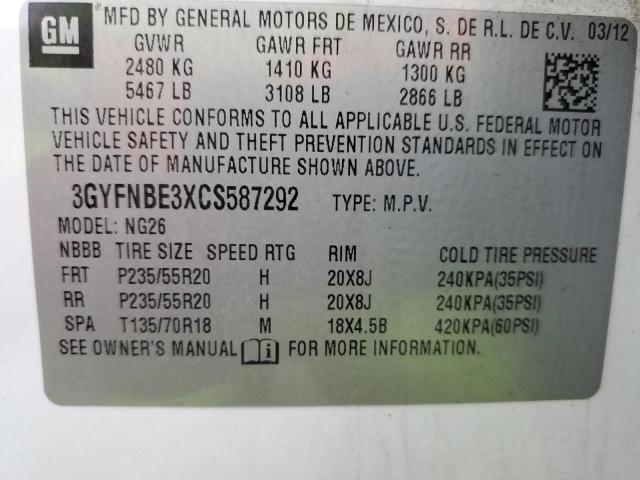 GM
® MFD BY GENERAL MOTORS DE MEXICO, S. DE R.L. DE C.V. 03/12
GVWR GAWR FRT GAWR RR
2480 KG 1410 KG 1300 KG
5467 LB 3108 LB 2866 LB
THIS VEHICLE CONFORMS TO ALL APPLICABLE U.S. FEDERAL MOTOR
VEHICLE SAFETY AND THEFT PREVENTION STANDARDS IN EFFECT ON
THE DATE OF MANUFACTURE SHOWN ABOVE.
3GYFNBE3XCS587292 TYPE: M.P.V.
MODEL: NG26
NBBB TIRE SIZE SPEED RTG RIM COLD TIRE PRESSURE
FRT P235/55R20 H 20X8J 240KPA(35PSI)
RR P235/55R20 H 20X8J 240KPA(35PSI)
SPA T135/70R18 M 18X4.5B 420KPA(60PSI)
SEE OWNER'S MANUAL i FOR MORE INFORMATION.